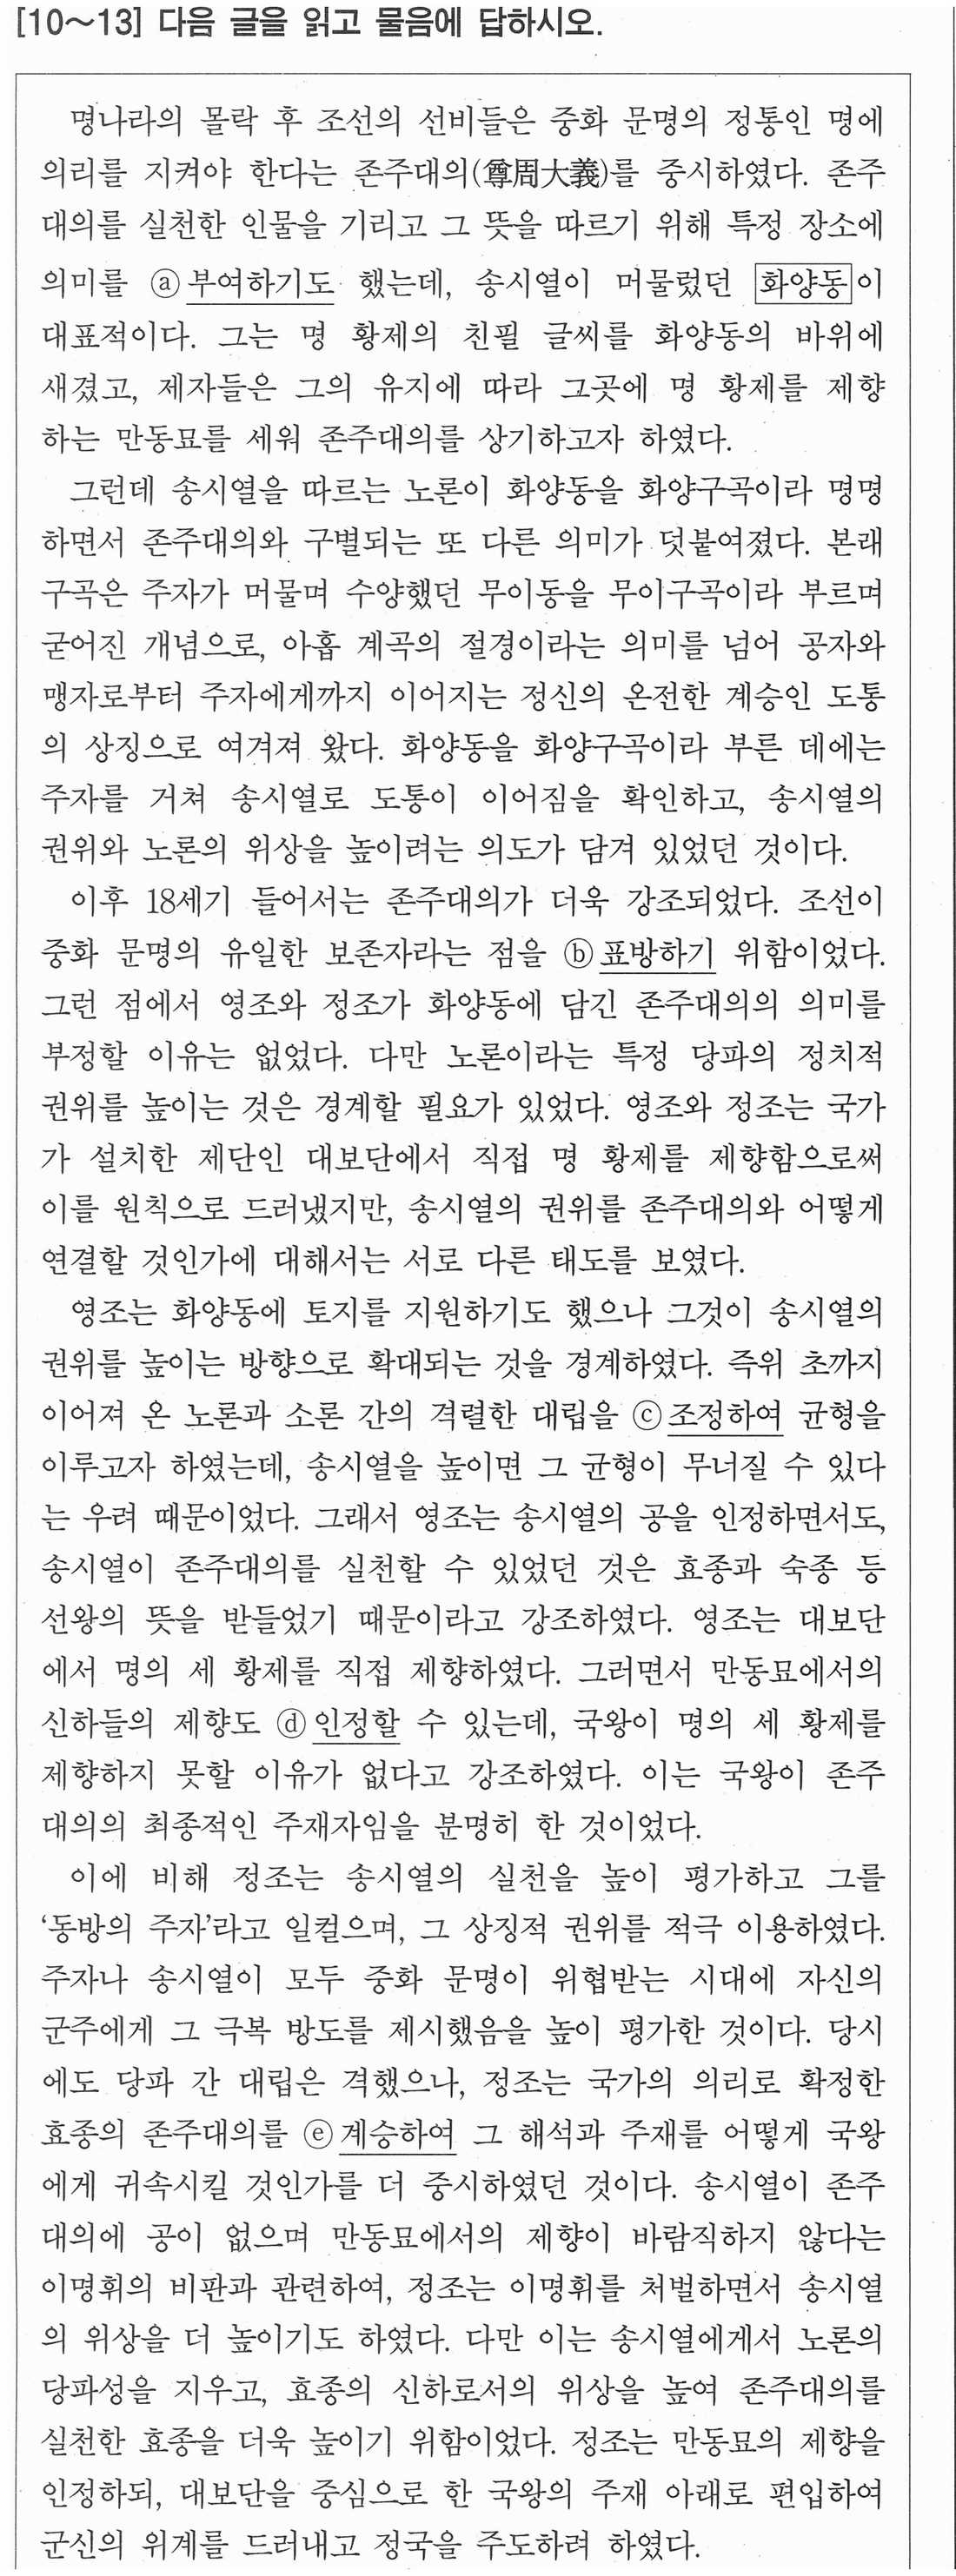 [10~13] 다음 글을 읽고 물음에 답하시오.
명나라의 몰락 후 조선의 선비들은 중화 문명의 정통인 명에
의리를 지켜야 한다는 존주대의(尊周大義)를 중시하였다. 존주
대의를 실천한 인물을 기리고 그 뜻을 따르기 위해 특정 장소에
의미를 ⓐ부여하기도 했는데, 송시열이 머물렀던 화양동이
대표적이다. 그는 명 황제의 친필 글씨를 화양동의 바위에
새겼고, 제자들은 그의 유지에 따라 그곳에 명 황제를 제향
하는 만동묘를 세워 존주대의를 상기하고자 하였다.
그런데 송시열을 따르는 노론이 화양동을 화양구곡이라 명명
하면서 존주대의와 구별되는 또 다른 의미가 덧붙여졌다. 본래
구곡은 주자가 머물며 수양했던 무이동을 무이구곡이라 부르며
굳어진 개념으로, 아홉 계곡의 절경이라는 의미를 넘어 공자와
맹자로부터 주자에게까지 이어지는 정신의 온전한 계승인 도통
의 상징으로 여겨져 왔다. 화양동을 화양구곡이라 부른 데에는
주자를 거쳐 송시열로 도통이 이어짐을 확인하고, 송시열의
권위와 노론의 위상을 높이려는 의도가 담겨 있었던 것이다.
이후 18세기 들어서는 존주대의가 더욱 강조되었다. 조선이
중화 문명의 유일한 보존자라는 점을 ⓑ표방하기 위함이었다.
그런 점에서 영조와 정조가 화양동에 담긴 존주대의의 의미를
부정할 이유는 없었다. 다만 노론이라는 특정 당파의 정치적
권위를 높이는 것은 경계할 필요가 있었다. 영조와 정조는 국가
가 설치한 제단인 대보단에서 직접 명 황제를 제향함으로써
이를 원칙으로 드러냈지만, 송시열의 권위를 존주대의와 어떻게
연결할 것인가에 대해서는 서로 다른 태도를 보였다.
영조는 화양동에 토지를 지원하기도 했으나 그것이 송시열의
권위를 높이는 방향으로 확대되는 것을 경계하였다. 즉위 초까지
이어져 온 노론과 소론 간의 격렬한 대립을 ⓒ조정하여 균형을
이루고자 하였는데, 송시열을 높이면 그 균형이 무너질 수 있다
는 우려 때문이었다. 그래서 영조는 송시열의 공을 인정하면서도,
송시열이 존주대의를 실천할 수 있었던 것은 효종과 숙종 등
선왕의 뜻을 받들었기 때문이라고 강조하였다. 영조는 대보단
에서 명의 세 황제를 직접 제향하였다. 그러면서 만동묘에서의
신하들의 제향도 ⓓ인정할 수 있는데, 국왕이 명의 세 황제를
제향하지 못할 이유가 없다고 강조하였다. 이는 국왕이 존주
대의의 최종적인 주재자임을 분명히 한 것이었다.
이에 비해 정조는 송시열의 실천을 높이 평가하고 그를
‘동방의 주자’라고 일컬으며, 그 상징적 권위를 적극 이용하였다.
주자나 송시열이 모두 중화 문명이 위협받는 시대에 자신의
군주에게 그 극복 방도를 제시했음을 높이 평가한 것이다. 당시
에도 당파 간 대립은 격했으나, 정조는 국가의 의리로 확정한
효종의 존주대의를 ⓔ계승하여 그 해석과 주재를 어떻게 국왕
에게 귀속시킬 것인가를 더 중시하였던 것이다. 송시열이 존주
대의에 공이 없으며 만동묘에서의 제향이 바람직하지 않다는
이명휘의 비판과 관련하여, 정조는 이명휘를 처벌하면서 송시열
의 위상을 더 높이기도 하였다. 다만 이는 송시열에게서 노론의
당파성을 지우고, 효종의 신하로서의 위상을 높여 존주대의를
실천한 효종을 더욱 높이기 위함이었다. 정조는 만동묘의 제향을
인정하되, 대보단을 중심으로 한 국왕의 주재 아래로 편입하여
군신의 위계를 드러내고 정국을 주도하려 하였다.